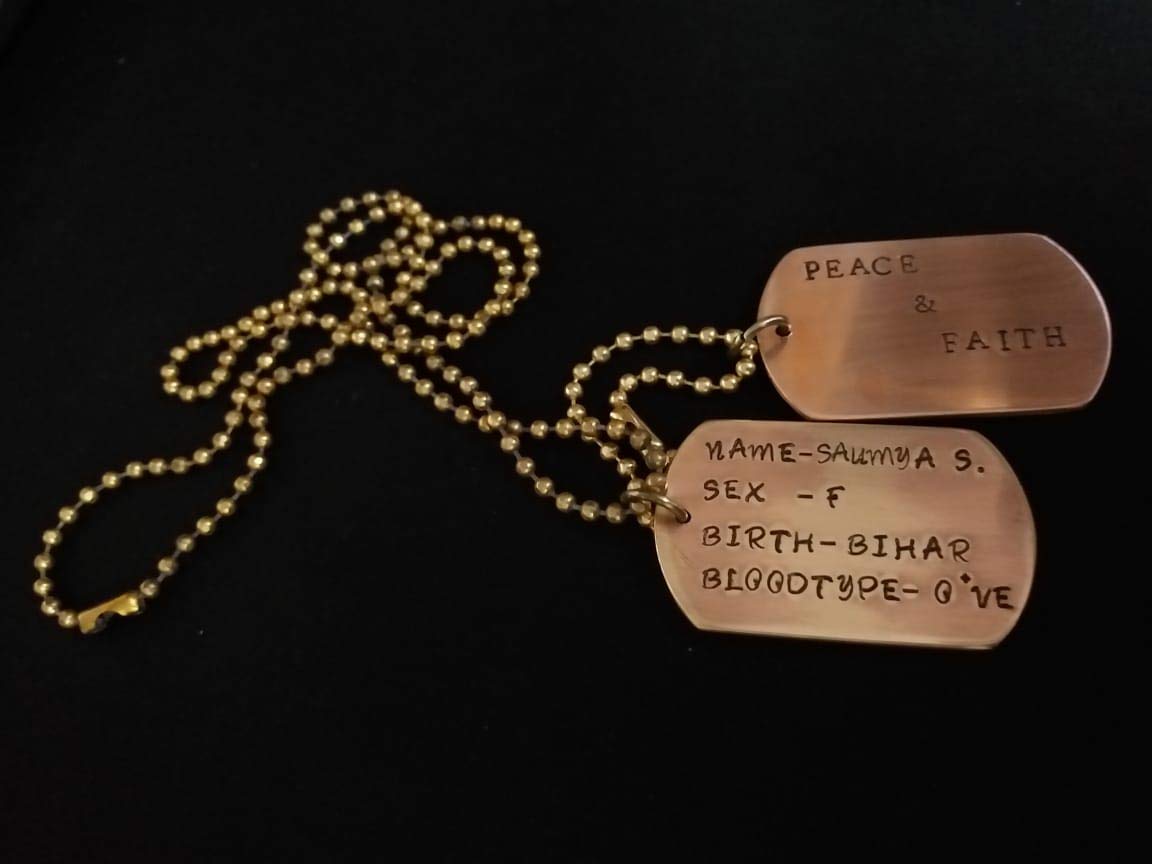 PEACE
&
FAITH
NAME-SAUMYA S.
SEX - F
BIRTH-BIHAR
BLOODTYPE- O+VE